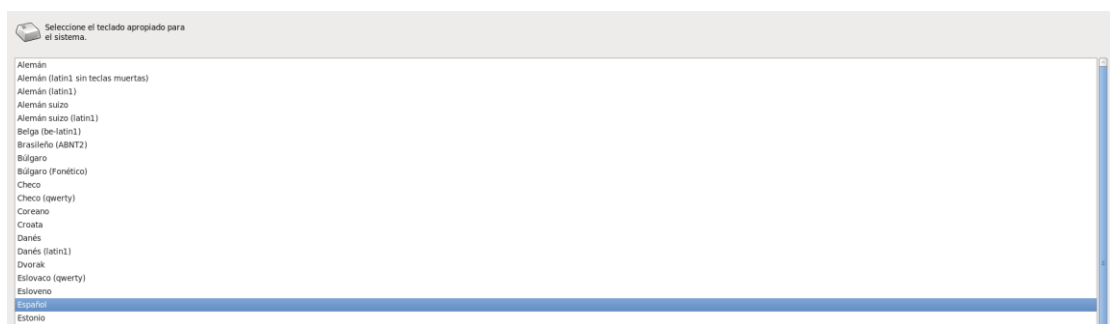 Seleccione el teclado apropiado para
el sistema.
Alemán
Alemán (latin1 sin teclas muertas)
Alemán (latin1)
Alemán suizo
Alemán suizo (latin1)
Belga (be-latin1)
Brasileño (ABNT2)
Búlgaro
Búlgaro (Fonético)
Checo
Checo (qwerty)
Coreano
Croata
Danés
Danés (latin1)
Dvorak
Eslovaco (qwerty)
Esloveno
Español
Estonio